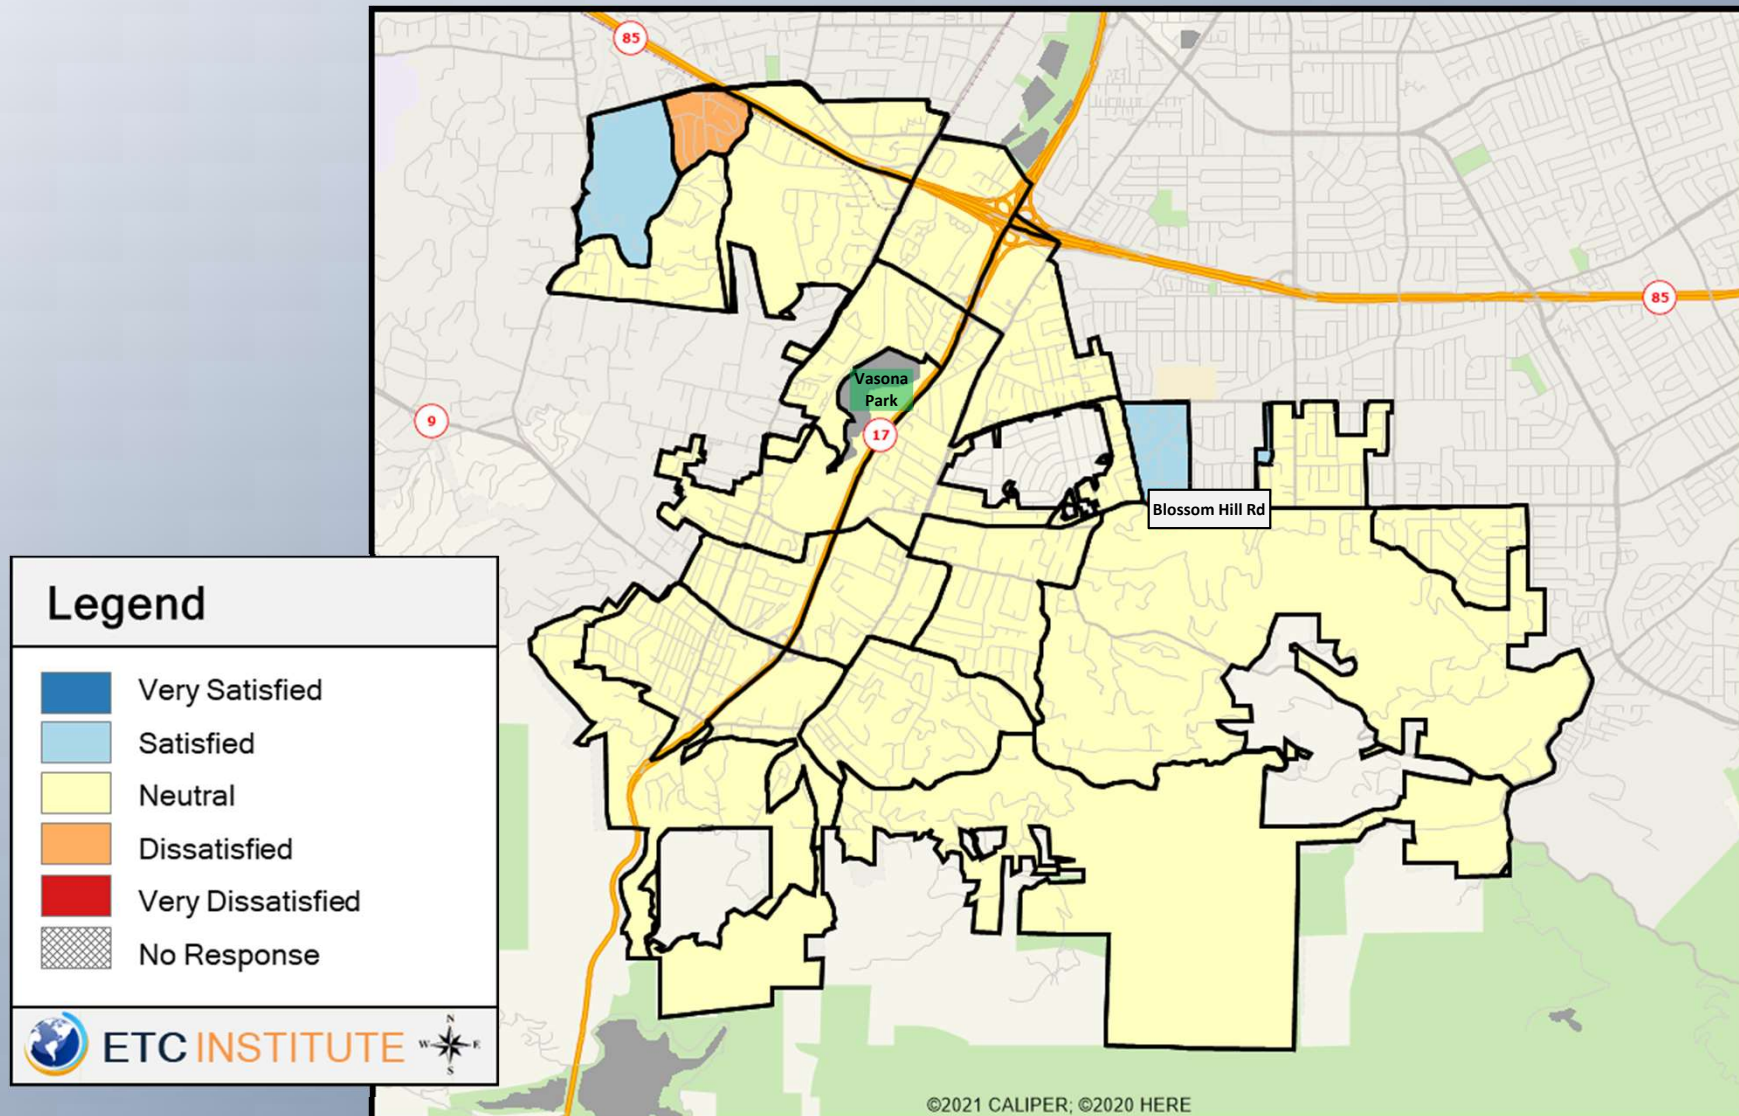 85
85
Vasona
Park
9
17
Blossom Hill Rd
Legend
Very Satisfied
Satisfied
Neutral
Dissatisfied
Very Dissatisfied
No Response
ETC INSTITUTE
N
W E
S
©2021 CALIPER; ©2020 HERE